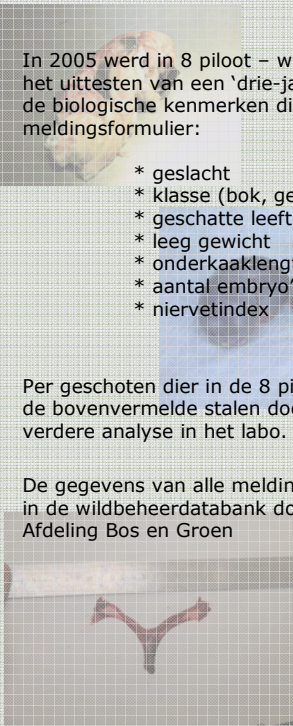 In 2005 werd in 8 piloot – w
het uittesten van een ‘drie-ja
de biologische kenmerken di
meldingsformulier:
* geslacht
* klasse (bok, ge
* geschatte leeft
* leeg gewicht
* onderkaaklengt
* aantal embryo’
* niervetindex
Per geschoten dier in de 8 pi
de bovenvermelde stalen doo
verdere analyse in het labo.
De gegevens van alle meldin
in de wildbeheerdatabank do
Afdeling Bos en Groen